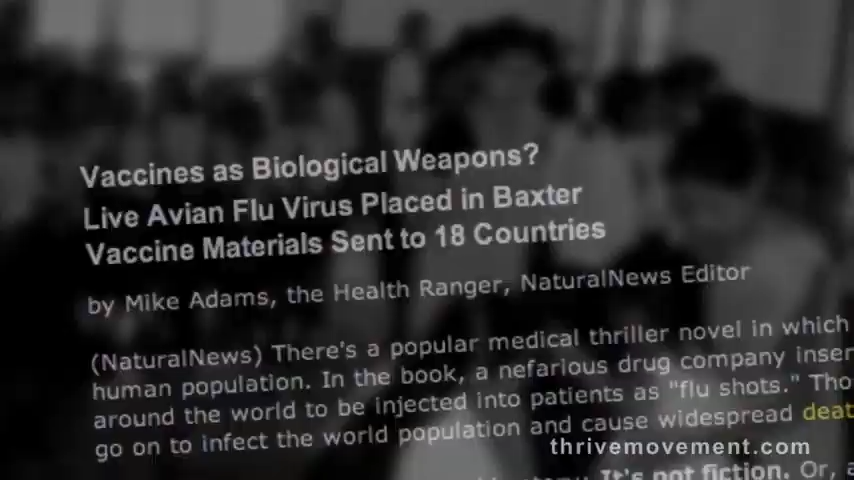 Vaccines as Biological Weapons?
Live Avian Flu Virus Placed in Baxter
Vaccine Materials Sent to 18 Countries
by Mike Adams, the Health Ranger, NaturalNews Editor
(NaturalNews) There's a popular medical thriller novel in which
human population. In the book, a nefarious drug company inser
around the world to be injected into patients as "flu shots." Tho
go on to infect the world population and cause widespread deat
thrivemovement.com
It's not fiction. Or, a